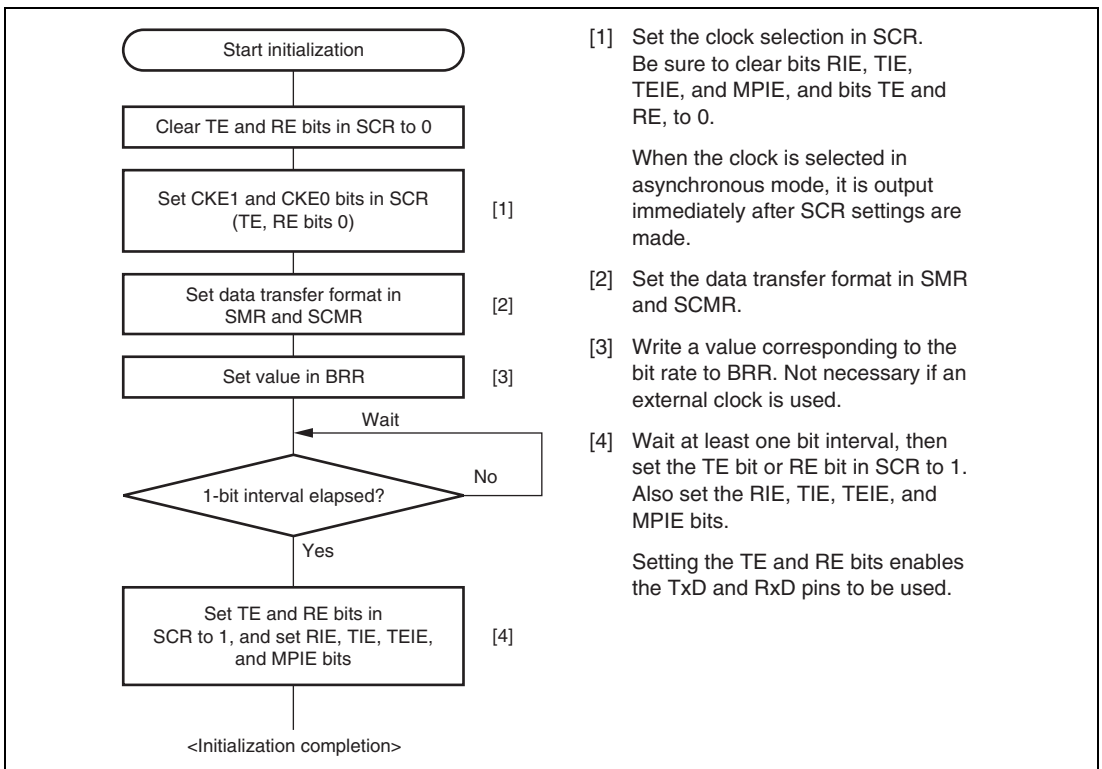 Start initialization
Clear TE and RE bits in SCR to 0
Set CKE1 and CKE0 bits in SCR
(TE, RE bits 0)
[1]
Set data transfer format in
SMR and SCMR
[2]
Set value in BRR
[3]
Wait
No
1-bit interval elapsed?
Yes
Set TE and RE bits in
SCR to 1, and set RIE, TIE, TEIE,
and MPIE bits
[4]
<Initialization completion>
[1] Set the clock selection in SCR.
Be sure to clear bits RIE, TIE,
TEIE, and MPIE, and bits TE and
RE, to 0.
When the clock is selected in
asynchronous mode, it is output
immediately after SCR settings are
made.
[2] Set the data transfer format in SMR
and SCMR.
[3] Write a value corresponding to the
bit rate to BRR. Not necessary if an
external clock is used.
[4] Wait at least one bit interval, then
set the TE bit or RE bit in SCR to 1.
Also set the RIE, TIE, TEIE, and
MPIE bits.
Setting the TE and RE bits enables
the TxD and RxD pins to be used.